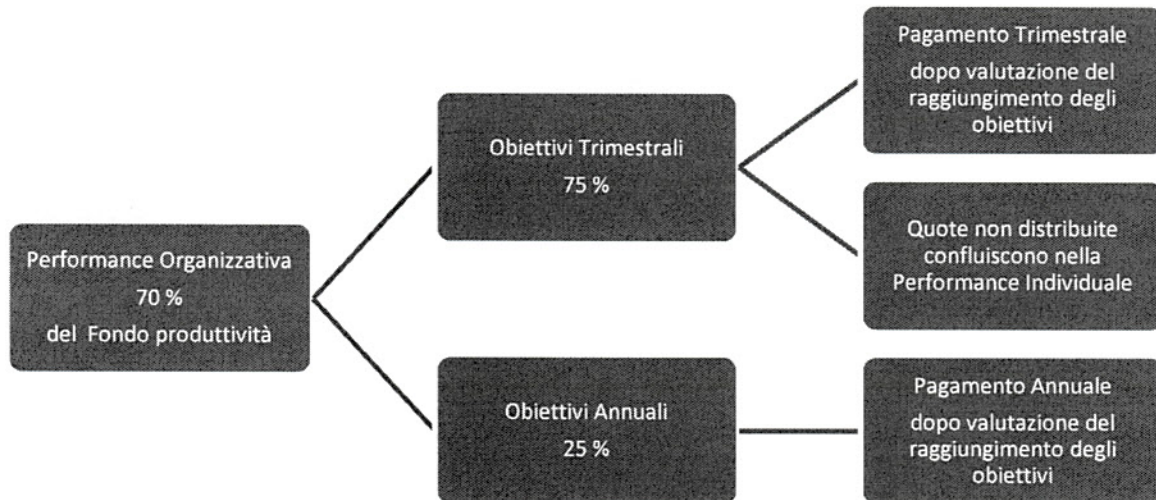 Performance Organizzativa
70 %
del Fondo produttività
Obiettivi Trimestrali
75 %
Pagamento Trimestrale
dopo valutazione del
raggiungimento degli
obiettivi
Quote non distribuite
confluiscono nella
Performance Individuale
Obiettivi Annuali
25 %
Pagamento Annuale
dopo valutazione del
raggiungimento degli
obiettivi